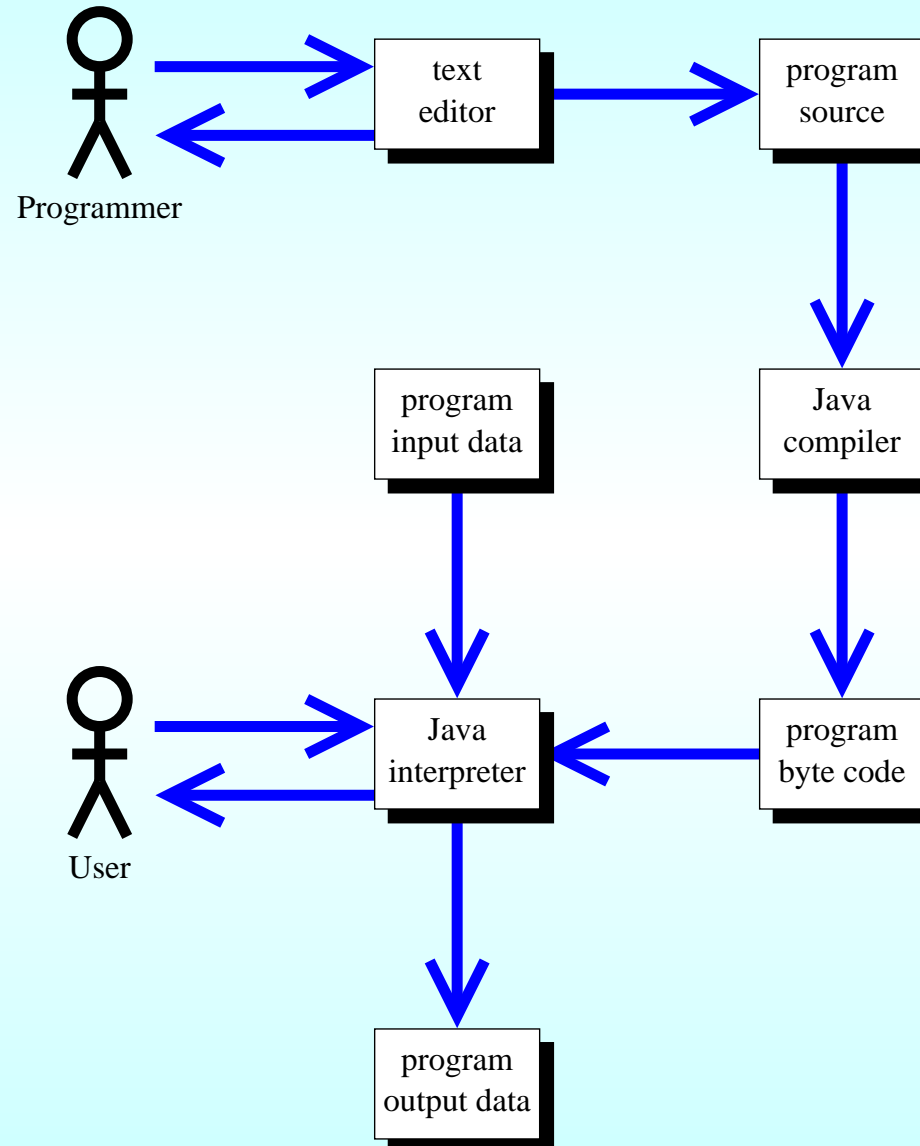 text
editor
program
source
Programmer
program
input data
Java
compiler
Java
interpreter
program
byte code
User
program
output data